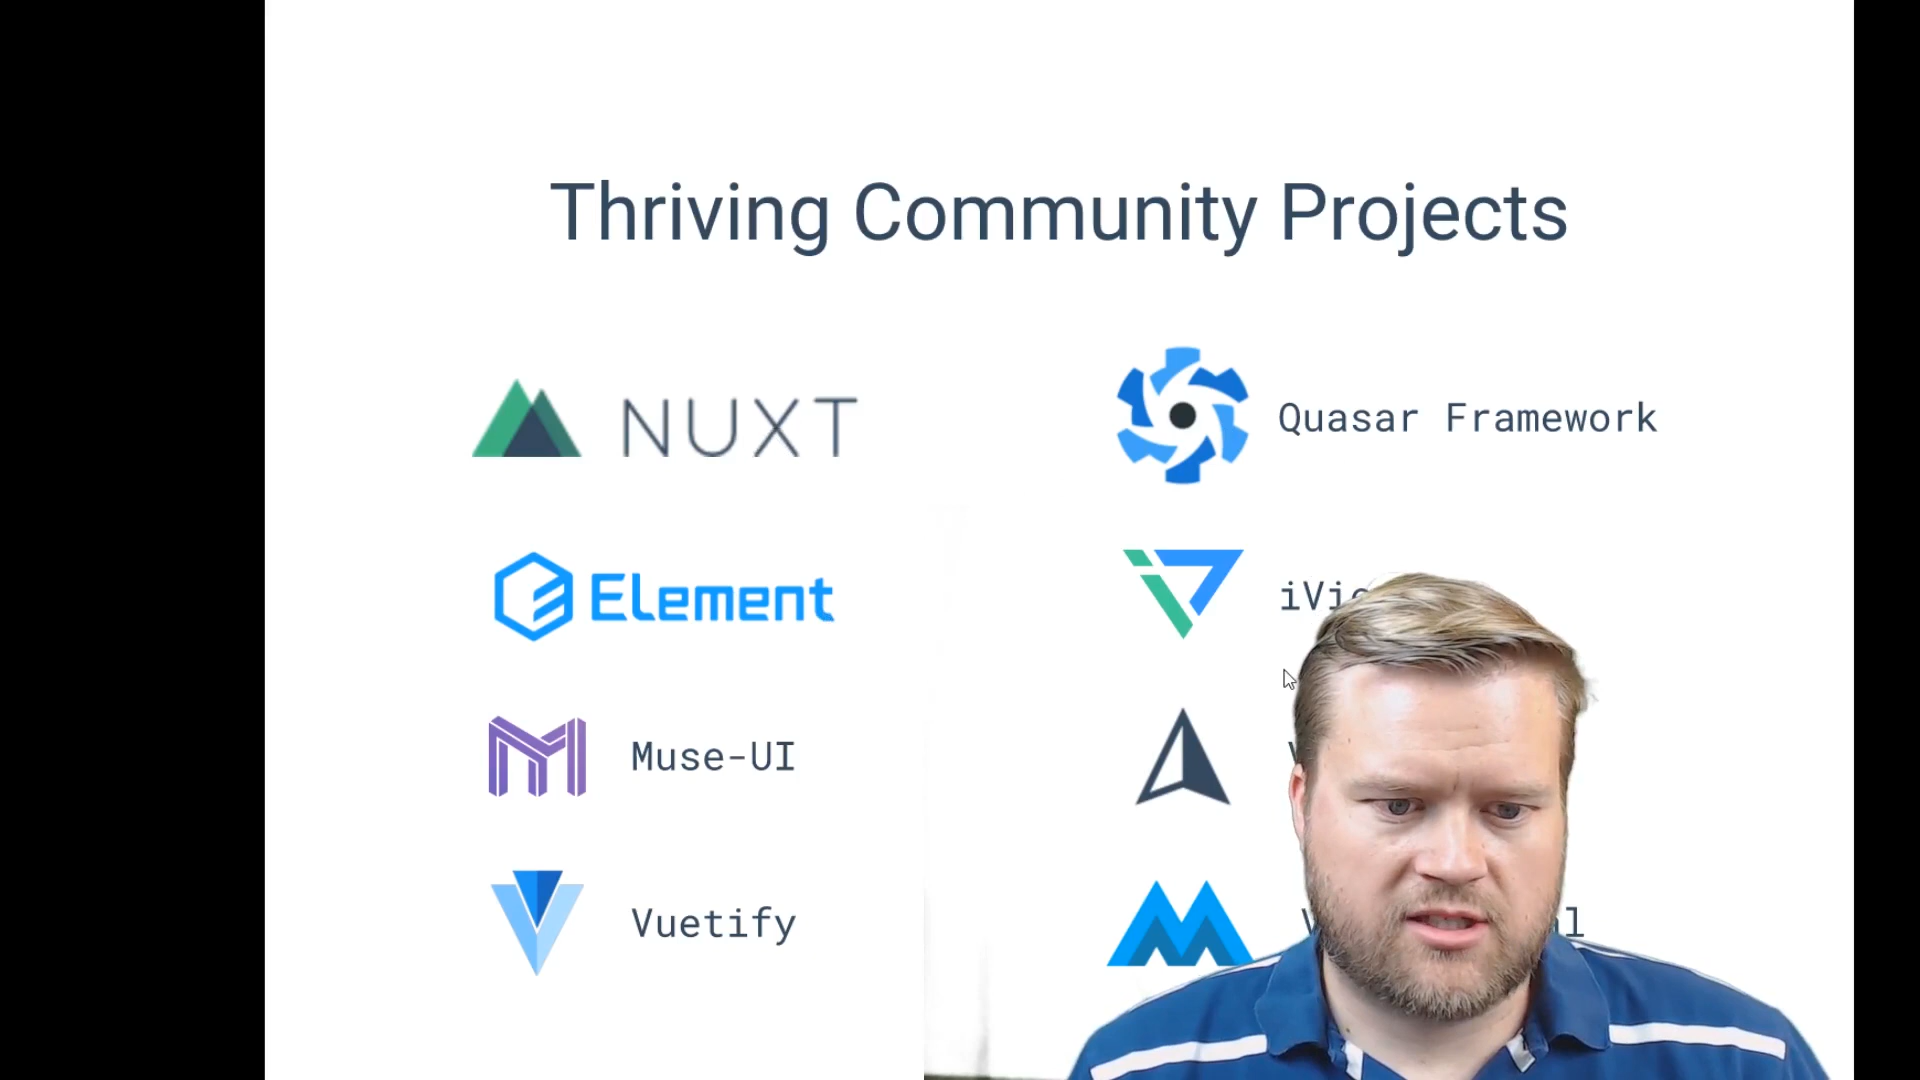 Thriving Community Projects
NUXT
Quasar Framework
Element
Muse-UI
Vuetify